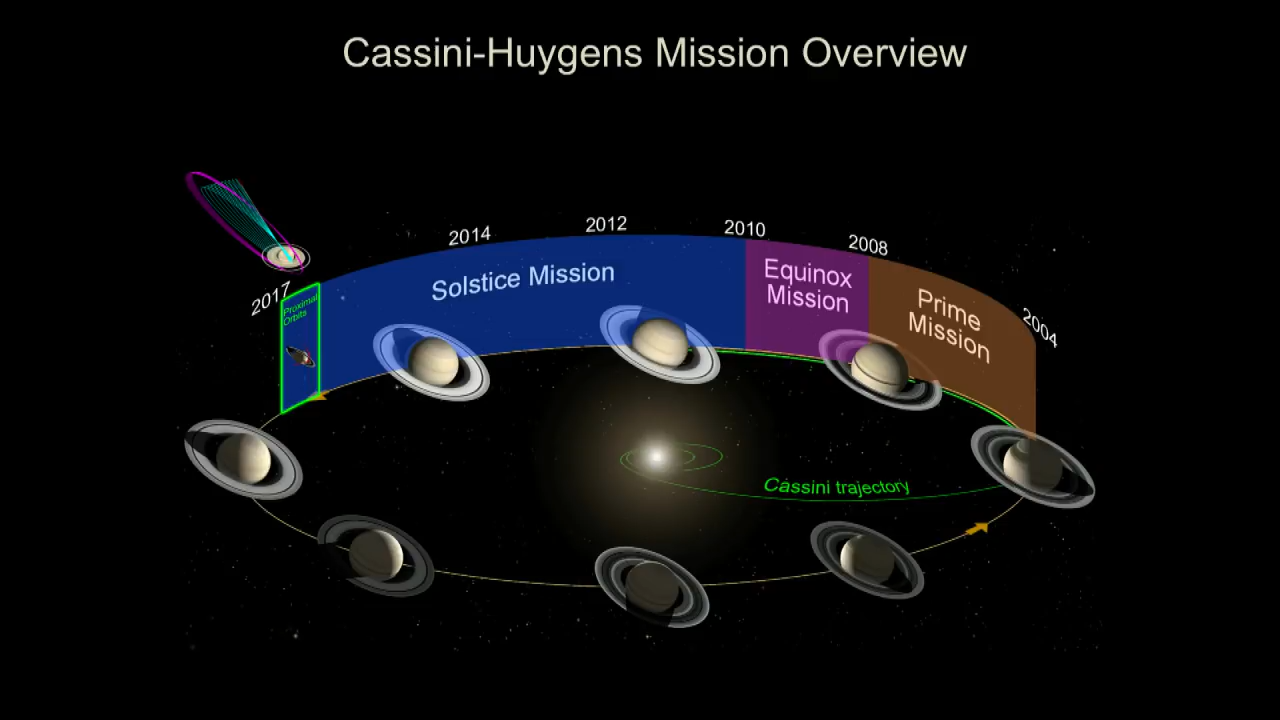 Cassini-Huygens Mission Overview
2014
2012
2010
2008
2004
2017
Solstice Mission
Equinox
Mission
Prime
Mission
Proximal
Orbits
Cassini trajectory